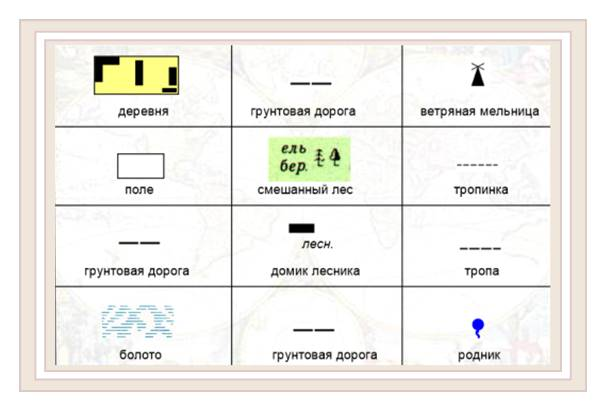 деревня
грунтовая дорога
ветряная мельница
поле
ель
бер.
смешанный лес
тропинка
грунтовая дорога
лесн.
домик лесника
тропа
болото
грунтовая дорога
родник